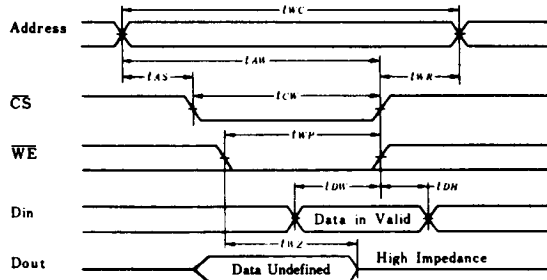 tWC
Address
tAW
tAS
tWR
CS
tCW
tWP
WE
tDW
tDH
Din
Data in Valid
tWZ
High Impedance
Dout
Data Undefined